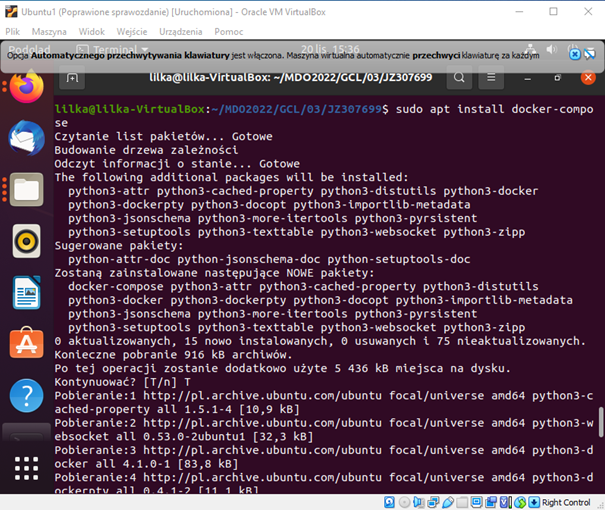 Ubuntu1 (Poprawione sprawozdanie) [Uruchomiona] - Oracle VM VirtualBox
Plik Maszyna Widok Wejście Urządzenia Pomoc
Terminal 20 lis 15:36
Opcja Automatycznego przechwytywania klawiatury jest włączona. Maszyna wirtualna automatycznie przechwyci klawiaturę za każdym
lilka@lilka-VirtualBox: ~/MDO2022/GCL/03/JZ307699
lilka@lilka-VirtualBox:~/MDO2022/GCL/03/JZ307699$ sudo apt install docker-compo
se
Czytanie list pakietów... Gotowe
Budowanie drzewa zależności
Odczyt informacji o stanie... Gotowe
The following additional packages will be installed:
python3-attr python3-cached-property python3-distutils python3-docker
python3-dockerpty python3-docopt python3-importlib-metadata
python3-jsonschema python3-more-itertools python3-pyrsistent
python3-setuptools python3-texttable python3-websocket python3-zipp
Sugerowane pakiety:
python-attr-doc python-jsonschema-doc python-setuptools-doc
Zostaną zainstalowane następujące NOWE pakiety:
docker-compose python3-attr python3-cached-property python3-distutils
python3-docker python3-dockerpty python3-docopt python3-importlib-metadata
python3-jsonschema python3-more-itertools python3-pyrsistent
python3-setuptools python3-texttable python3-websocket python3-zipp
0 aktualizowanych, 15 nowo instalowanych, 0 usuwanych i 75 nieaktualizowanych.
Konieczne pobranie 916 kB archiwów.
Po tej operacji zostanie dodatkowo użyte 5 436 kB miejsca na dysku.
Kontynuować? [T/n] T
Pobieranie:1 http://pl.archive.ubuntu.com/ubuntu focal/universe amd64 python3-c
ached-property all 1.5.1-4 [10,9 kB]
Pobieranie:2 http://pl.archive.ubuntu.com/ubuntu focal/universe amd64 python3-w
ebsocket all 0.53.0-2ubuntu1 [32,3 kB]
Pobieranie:3 http://pl.archive.ubuntu.com/ubuntu focal/universe amd64 python3-d
ocker all 4.1.0-1 [83,8 kB]
Pobieranie:4 http://pl.archive.ubuntu.com/ubuntu focal/universe amd64 python3-d
ockerpty all 0.4.1-2 [11,1 kB]
Right Control